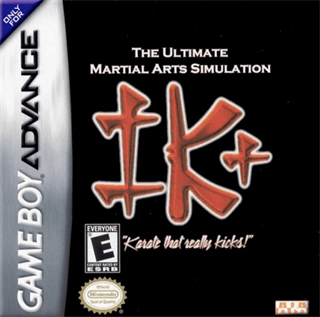 ONLY
FOR
GAME BOY ADVANCE
THE ULTIMATE
MARTIAL ARTS SIMULATION
IK+
EVERYONE
E
CONTENT RATED BY
ESRB
"Karate that really kicks!"
Official
Nintendo
Seal of Quality